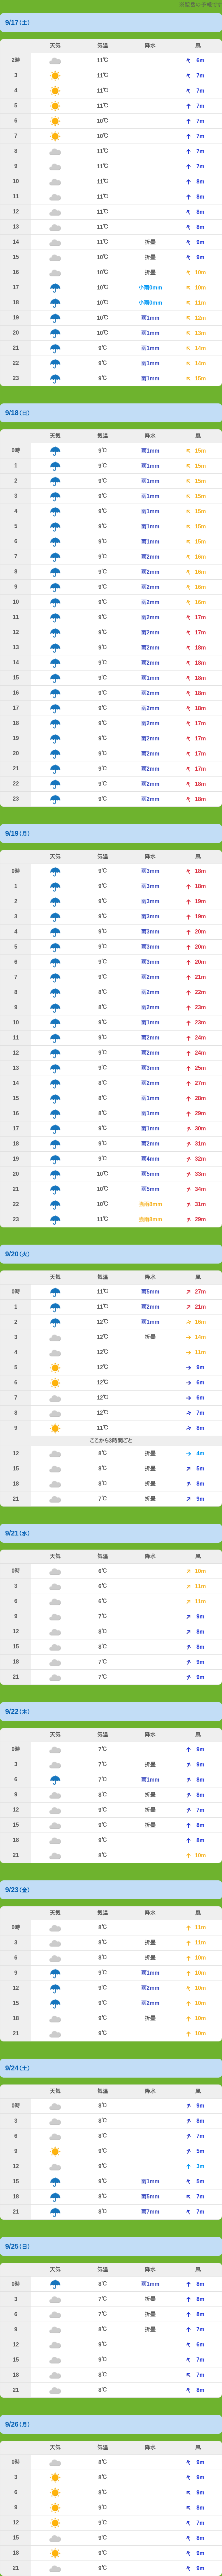 ※酸岳の予報です
9/17(土)
天気 気温 降水 風
2時 11℃ 6m
3 11℃ 7m
4 11℃ 7m
5 11℃ 7m
6 10℃ 7m
7 10℃ 7m
8 11℃ 7m
9 11℃ 7m
10 11℃ 8m
11 11℃ 8m
12 11℃ 8m
13 11℃ 8m
14 11℃ 折曇 9m
15 10℃ 折曇 9m
16 10℃ 折曇 10m
17 10℃ 小雨0mm 10m
18 10℃ 小雨0mm 11m
19 10℃ 雨1mm 12m
20 10℃ 雨1mm 13m
21 9℃ 雨1mm 14m
22 9℃ 雨1mm 14m
23 9℃ 雨1mm 15m
9/18(日)
天気 気温 降水 風
0時 9℃ 雨1mm 15m
1 9℃ 雨1mm 15m
2 9℃ 雨1mm 15m
3 9℃ 雨1mm 15m
4 9℃ 雨1mm 15m
5 9℃ 雨1mm 15m
6 9℃ 雨1mm 15m
7 9℃ 雨2mm 16m
8 9℃ 雨2mm 16m
9 9℃ 雨2mm 16m
10 9℃ 雨2mm 16m
11 9℃ 雨2mm 17m
12 9℃ 雨2mm 17m
13 9℃ 雨2mm 18m
14 9℃ 雨2mm 18m
15 9℃ 雨1mm 18m
16 9℃ 雨2mm 18m
17 9℃ 雨2mm 18m
18 9℃ 雨2mm 17m
19 9℃ 雨2mm 17m
20 9℃ 雨2mm 17m
21 9℃ 雨2mm 17m
22 9℃ 雨2mm 18m
23 9℃ 雨2mm 18m
9/19(月)
天気 気温 降水 風
0時 9℃ 雨3mm 18m
1 9℃ 雨3mm 18m
2 9℃ 雨3mm 19m
3 9℃ 雨3mm 19m
4 9℃ 雨3mm 20m
5 9℃ 雨3mm 20m
6 9℃ 雨3mm 20m
7 9℃ 雨2mm 21m
8 8℃ 雨2mm 22m
9 8℃ 雨2mm 23m
10 9℃ 雨1mm 23m
11 9℃ 雨2mm 24m
12 9℃ 雨2mm 24m
13 9℃ 雨3mm 25m
14 8℃ 雨2mm 27m
15 8℃ 雨1mm 28m
16 8℃ 雨1mm 29m
17 9℃ 雨1mm 30m
18 9℃ 雨2mm 31m
19 9℃ 雨4mm 32m
20 10℃ 雨5mm 33m
21 10℃ 雨5mm 34m
22 10℃ 強雨8mm 31m
23 11℃ 強雨8mm 29m
9/20(火)
天気 気温 降水 風
0時 11℃ 雨5mm 27m
1 11℃ 雨2mm 21m
2 12℃ 雨1mm 16m
3 12℃ 折曇 14m
4 12℃ 11m
5 12℃ 9m
6 12℃ 6m
7 12℃ 6m
8 12℃ 7m
9 11℃ 8m
ここから3時間ごと
12 8℃ 折曇 4m
15 8℃ 折曇 5m
18 8℃ 折曇 8m
21 7℃ 折曇 9m
9/21(水)
天気 気温 降水 風
0時 6℃ 10m
3 6℃ 11m
6 6℃ 11m
9 7℃ 9m
12 8℃ 8m
15 8℃ 8m
18 7℃ 9m
21 7℃ 9m
9/22(木)
天気 気温 降水 風
0時 7℃ 9m
3 7℃ 折曇 9m
6 7℃ 雨1mm 8m
9 8℃ 折曇 8m
12 9℃ 折曇 7m
15 9℃ 折曇 8m
18 9℃ 8m
21 8℃ 10m
9/23(金)
天気 気温 降水 風
0時 8℃ 11m
3 8℃ 折曇 11m
6 8℃ 折曇 10m
9 9℃ 雨1mm 10m
12 9℃ 雨2mm 10m
15 9℃ 雨2mm 10m
18 9℃ 折曇 10m
21 9℃ 10m
9/24(土)
天気 気温 降水 風
0時 8℃ 9m
3 8℃ 8m
6 8℃ 7m
9 9℃ 5m
12 9℃ 3m
15 9℃ 雨1mm 5m
18 8℃ 雨5mm 7m
21 8℃ 雨7mm 7m
9/25(日)
天気 気温 降水 風
0時 8℃ 雨1mm 8m
3 7℃ 折曇 8m
6 7℃ 折曇 8m
9 8℃ 折曇 7m
12 9℃ 6m
15 9℃ 7m
18 8℃ 7m
21 8℃ 8m
9/26(月)
天気 気温 降水 風
0時 8℃ 9m
3 8℃ 9m
6 8℃ 9m
9 9℃ 8m
12 9℃ 7m
15 9℃ 8m
18 9℃ 9m
21 9℃ 9m